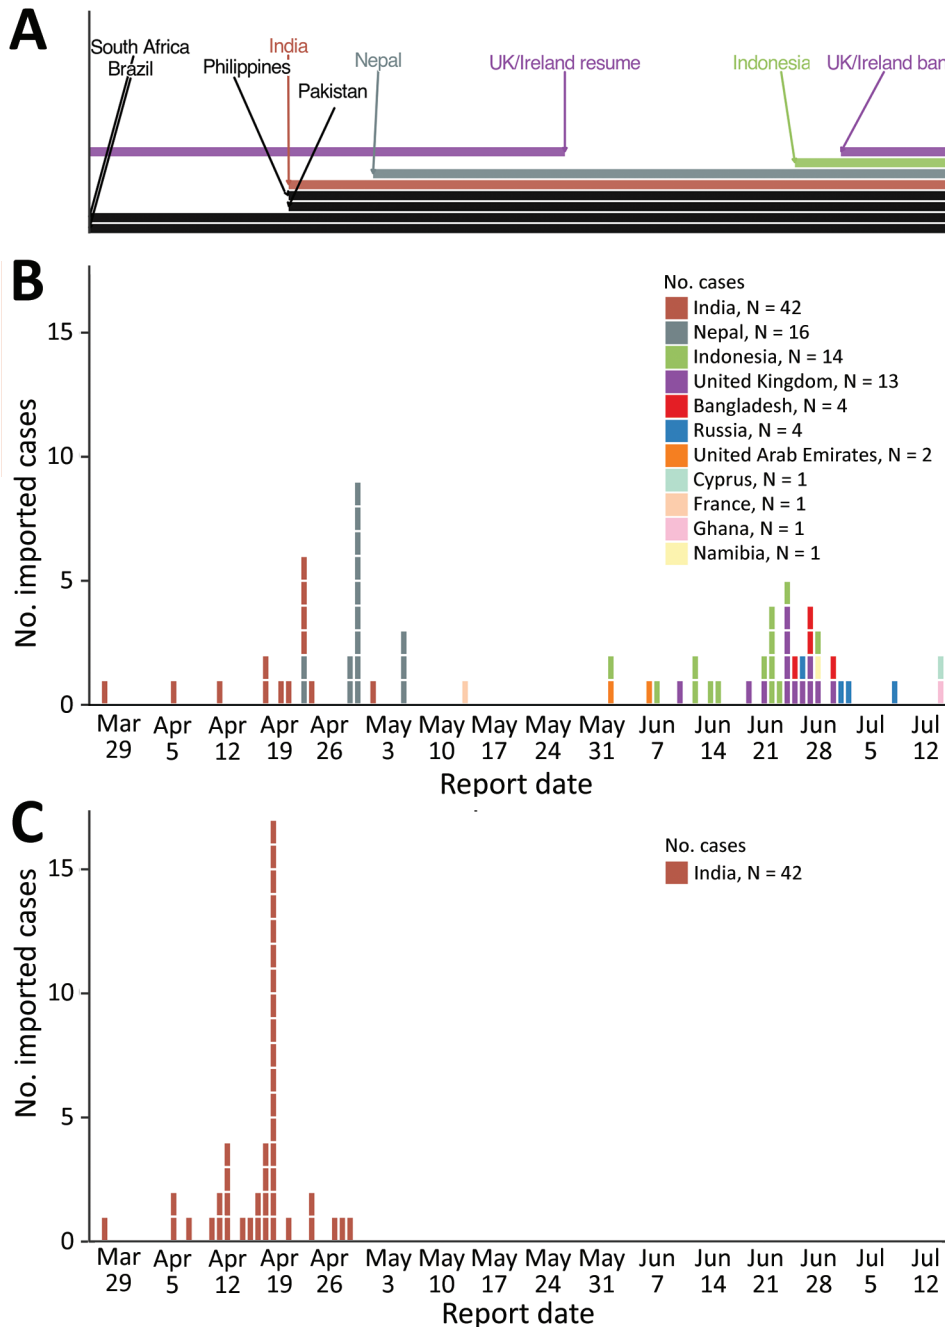 A
South Africa
Brazil
Philippines
India
Pakistan
Nepal
UK/Ireland resume
Indonesia
UK/Ireland ban
B
No. imported cases
15
10
5
0
No. cases
India, N = 42
Nepal, N = 16
Indonesia, N = 14
United Kingdom, N = 13
Bangladesh, N = 4
Russia, N = 4
United Arab Emirates, N = 2
Cyprus, N = 1
France, N = 1
Ghana, N = 1
Namibia, N = 1
Mar Apr Apr Apr Apr May May May May May Jun Jun Jun Jun Jul Jul
29 5 12 19 26 3 10 17 24 31 7 14 21 28 5 12
Report date
C
No. imported cases
15
10
5
0
No. cases
India, N = 42
Mar Apr Apr Apr Apr May May May May May Jun Jun Jun Jun Jul Jul
29 5 12 19 26 3 10 17 24 31 7 14 21 28 5 12
Report date